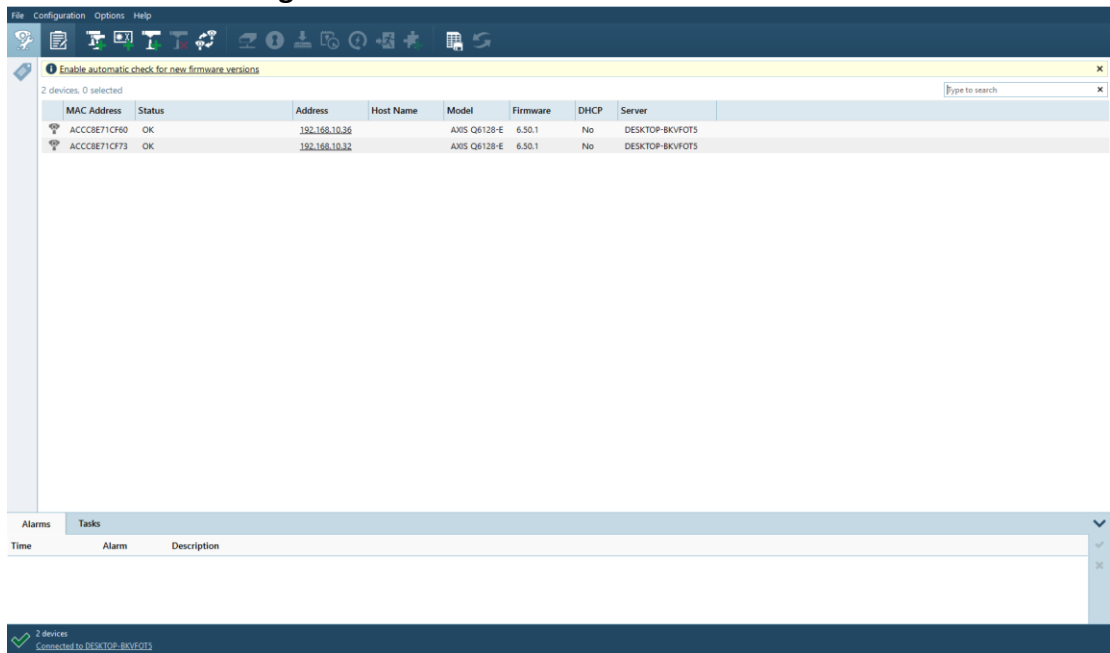 File Configuration Options Help
Enable automatic check for new firmware versions
2 devices, 0 selected
Type to search
MAC Address Status Address Host Name Model Firmware DHCP Server
ACCC8E71CF60 OK 192.168.10.36 AXIS Q6128-E 6.50.1 No DESKTOP-BKVFOT5
ACCC8E71CF73 OK 192.168.10.32 AXIS Q6128-E 6.50.1 No DESKTOP-BKVFOT5
Alarms Tasks
Time Alarm Description
2 devices
Connected to DESKTOP-BKVFOT5